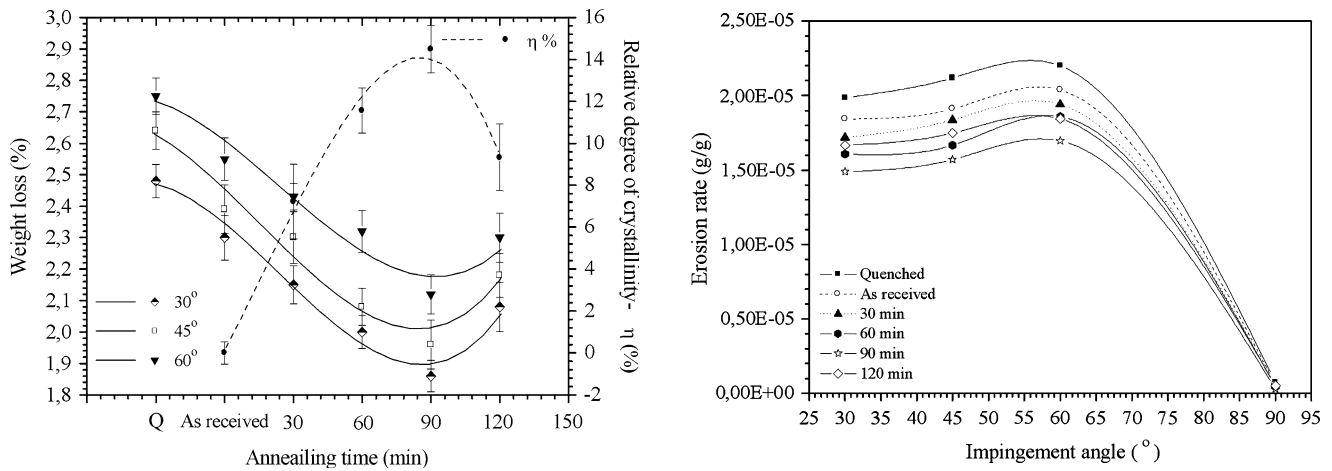 3,0
2,9
2,8
2,7
2,6
2,5
2,4
2,3
2,2
2,1
2,0
1,9
1,8
Weight loss (%)
η %
30°
45°
60°
16
14
12
10
8
6
4
2
0
-2
Relative degree of crystallinity- η (%)
Q As received 30 60 90 120 150
Anneailing time (min)
2,50E-05
2,00E-05
1,50E-05
1,00E-05
0,50E-05
0,00E+00
Erosion rate (g/g)
Quenched
As received
30 min
60 min
90 min
120 min
25 30 35 40 45 50 55 60 65 70 75 80 85 90 95
Impingement angle (°)